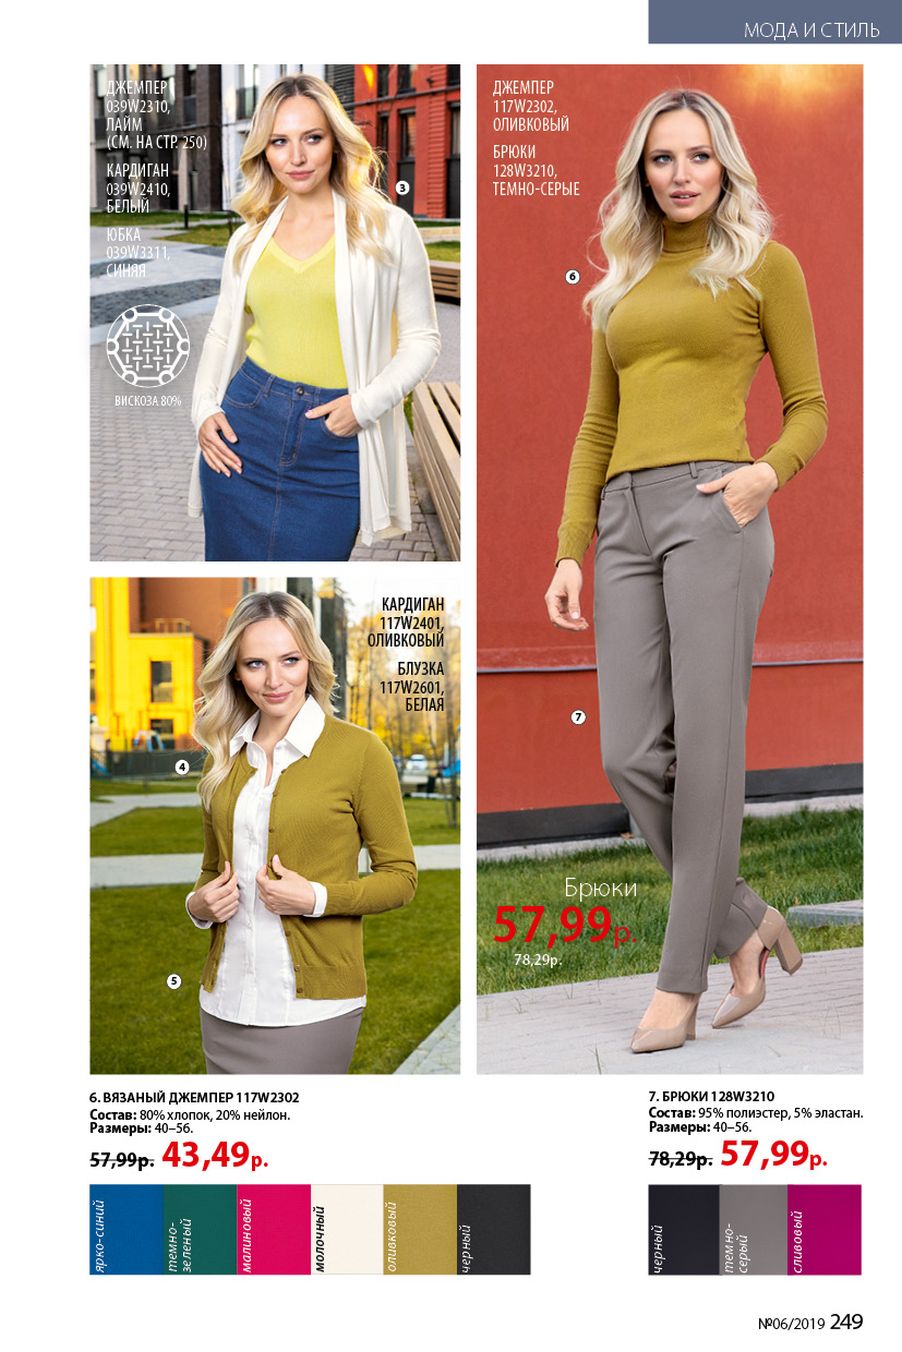 МОДА И СТИЛЬ
ДЖЕМПЕР
039W2310,
ЛАЙМ
(СМ. НА СТР. 250)
КАРДИГАН
039W2410,
БЕЛЫЙ
ЮБКА
039W3311,
СИНЯЯ
ВИСКОЗА 80%
3
ДЖЕМПЕР
117W2302,
ОЛИВКОВЫЙ
БРЮКИ
128W3210,
ТЕМНО-СЕРЫЕ
6
7
Брюки
57,99р.
78,29р.
КАРДИГАН
117W2401,
ОЛИВКОВЫЙ
БЛУЗКА
117W2601,
БЕЛАЯ
4
5
6. ВЯЗАНЫЙ ДЖЕМПЕР 117W2302
Состав: 80% хлопок, 20% нейлон.
Размеры: 40–56.
57,99р. 43,49р.
ярко-синий
темно-
зеленый
малиновый
молочный
оливковый
черный
7. БРЮКИ 128W3210
Состав: 95% полиэстер, 5% эластан.
Размеры: 40–56.
78,29р. 57,99р.
черный
темно-
серый
сливовый
№06/2019 249